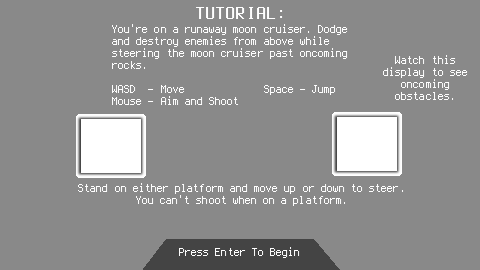 TUTORIAL:
You're on a runaway moon cruiser. Dodge
and destroy enemies from above while
steering the moon cruiser past oncoming
rocks.
Watch this
display to see
oncoming
obstacles.
WASD - Move Space - Jump
Mouse - Aim and Shoot
Stand on either platform and move up or down to steer.
You can't shoot when on a platform.
Press Enter To Begin